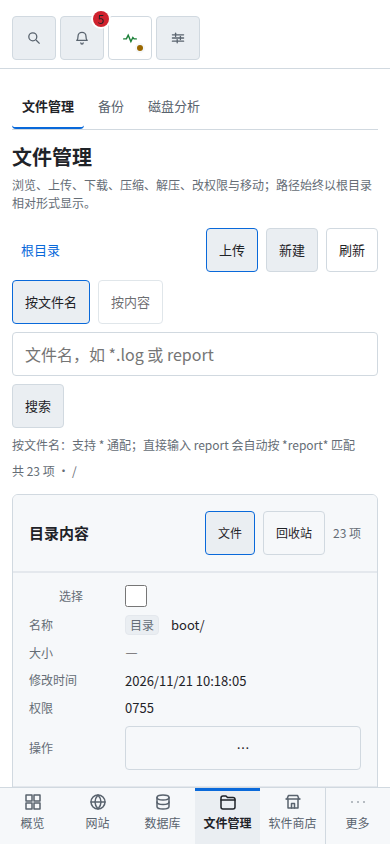 5
文件管理 备份 磁盘分析
文件管理
浏览、上传、下载、压缩、解压、改权限与移动；路径始终以根目录
相对形式显示。
根目录 上传 新建 刷新
按文件名 按内容
文件名，如 *.log 或 report
搜索
按文件名：支持 * 通配；直接输入 report 会自动按 *report* 匹配
共 23 项 · /
目录内容 文件 回收站 23 项
选择
名称 目录 boot/
大小 —
修改时间 2026/11/21 10:18:05
权限 0755
操作 ···
概览 网站 数据库 文件管理 软件商店 更多